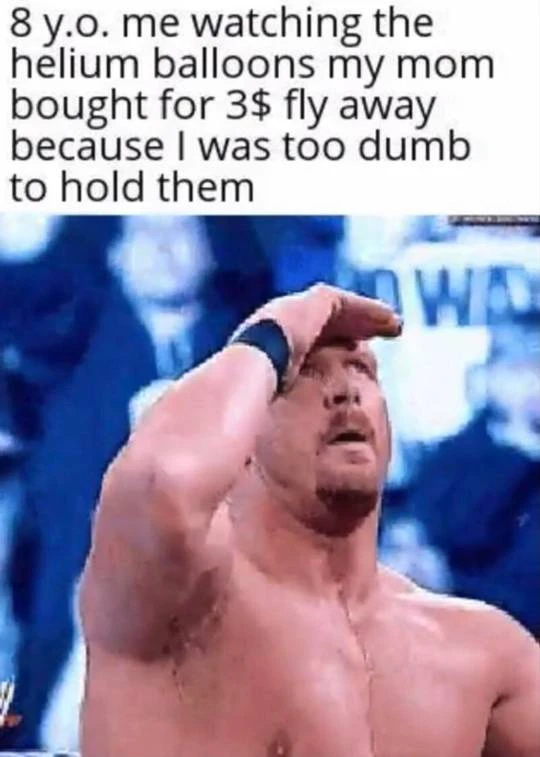 8 y.o. me watching the
helium balloons my mom
bought for 3$ fly away
because I was too dumb
to hold them